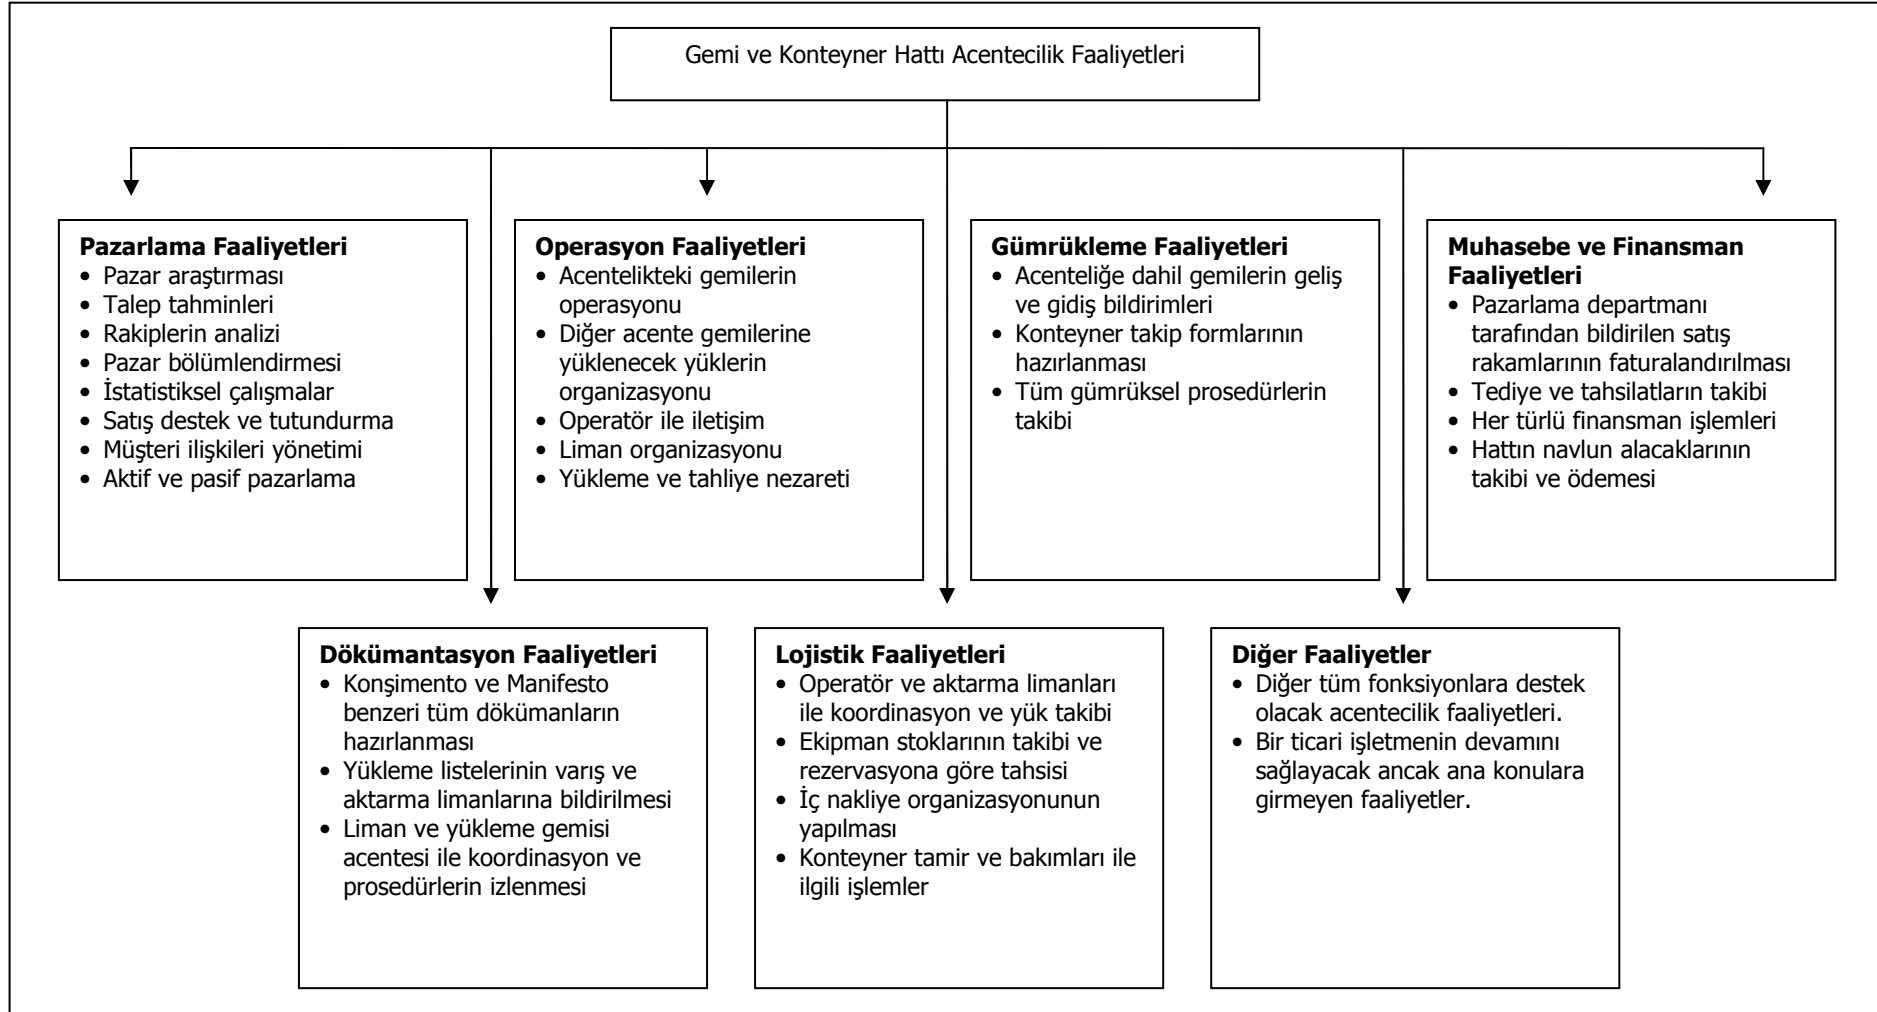 Gemi ve Konteyner Hattı Acentecilik Faaliyetleri
Pazarlama Faaliyetleri
• Pazar araştırması
• Talep tahminleri
• Rakiplerin analizi
• Pazar bölümlendirmesi
• İstatistiksel çalışmalar
• Satış destek ve tutundurma
• Müşteri ilişkileri yönetimi
• Aktif ve pasif pazarlama
Operasyon Faaliyetleri
• Acentelikteki gemilerin
operasyonu
• Diğer acente gemilerine
yüklenecek yüklerin
organizasyonu
• Operatör ile iletişim
• Liman organizasyonu
• Yükleme ve tahliye nezareti
Gümrükleme Faaliyetleri
• Acenteliğe dahil gemilerin geliş
ve gidiş bildirimleri
• Konteyner takip formlarının
hazırlanması
• Tüm gümrüksel prosedürlerin
takibi
Muhasebe ve Finansman
Faaliyetleri
• Pazarlama departmanı
tarafından bildirilen satış
rakamlarının faturalandırılması
• Tediye ve tahsilatların takibi
• Her türlü finansman işlemleri
• Hattın navlun alacaklarının
takibi ve ödemesi
Dökümantasyon Faaliyetleri
• Konşimento ve Manifesto
benzeri tüm dökümanların
hazırlanması
• Yükleme listelerinin varış ve
aktarma limanlarına bildirilmesi
• Liman ve yükleme gemisi
acentesi ile koordinasyon ve
prosedürlerin izlenmesi
Lojistik Faaliyetleri
• Operatör ve aktarma limanları
ile koordinasyon ve yük takibi
• Ekipman stoklarının takibi ve
rezervasyona göre tahsisi
• İç nakliye organizasyonunun
yapılması
• Konteyner tamir ve bakımları ile
ilgili işlemler
Diğer Faaliyetler
• Diğer tüm fonksiyonlara destek
olacak acentecilik faaliyetleri.
• Bir ticari işletmenin devamını
sağlayacak ancak ana konulara
girmeyen faaliyetler.